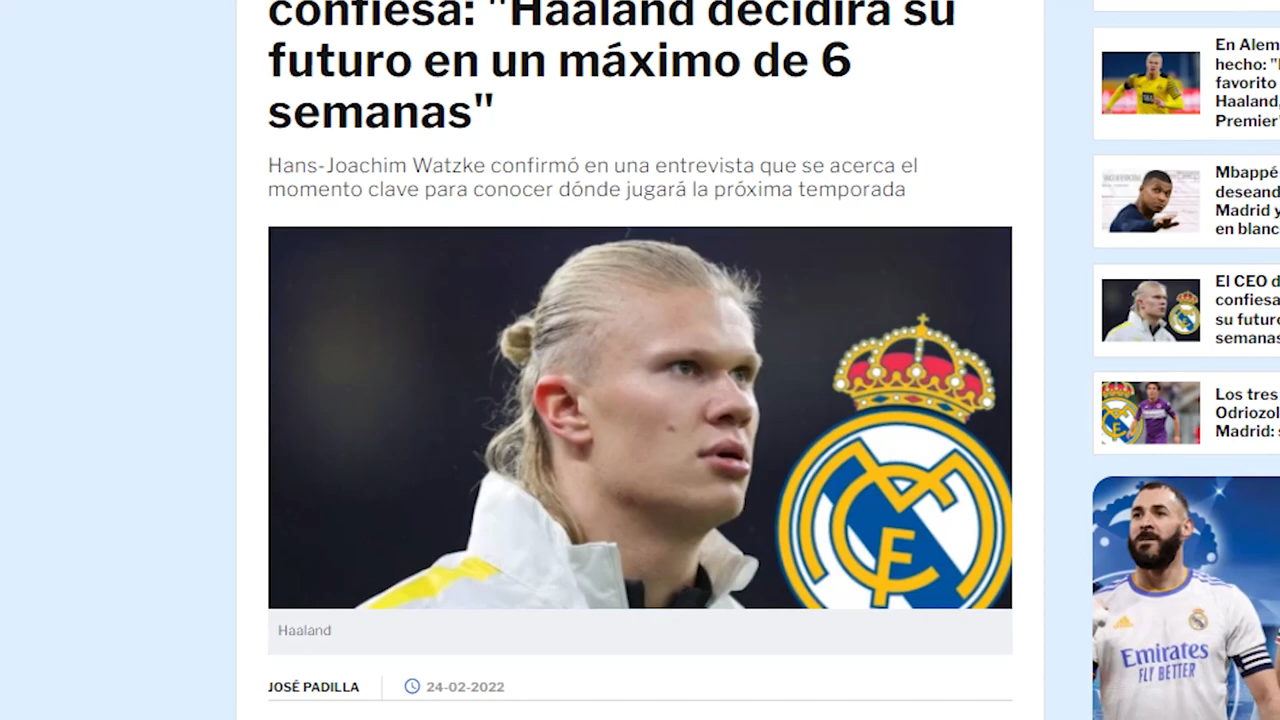 confiesa: "Haaland decidirá su
futuro en un máximo de 6
semanas"
Hans-Joachim Watzke confirmó en una entrevista que se acerca el
momento clave para conocer dónde jugará la próxima temporada
Haaland
JOSÉ PADILLA
24-02-2022
En Alem
hecho: "
favorito
Haaland,
Premier"
Mbappé
deseand
Madrid y
en blanc
El CEO d
confiesa
su futuro
semanas
Los tres
Odriozol
Madrid: s
Emirates
FLY BETTER